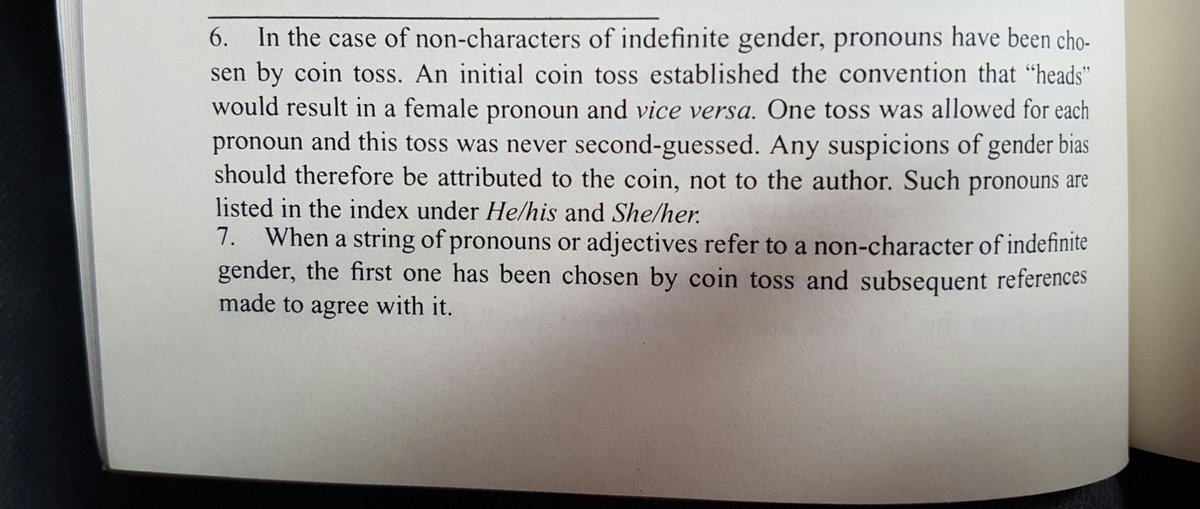 6. In the case of non-characters of indefinite gender, pronouns have been cho-
sen by coin toss. An initial coin toss established the convention that “heads”
would result in a female pronoun and vice versa. One toss was allowed for each
pronoun and this toss was never second-guessed. Any suspicions of gender bias
should therefore be attributed to the coin, not to the author. Such pronouns are
listed in the index under He/his and She/her.
7. When a string of pronouns or adjectives refer to a non-character of indefinite
gender, the first one has been chosen by coin toss and subsequent references
made to agree with it.